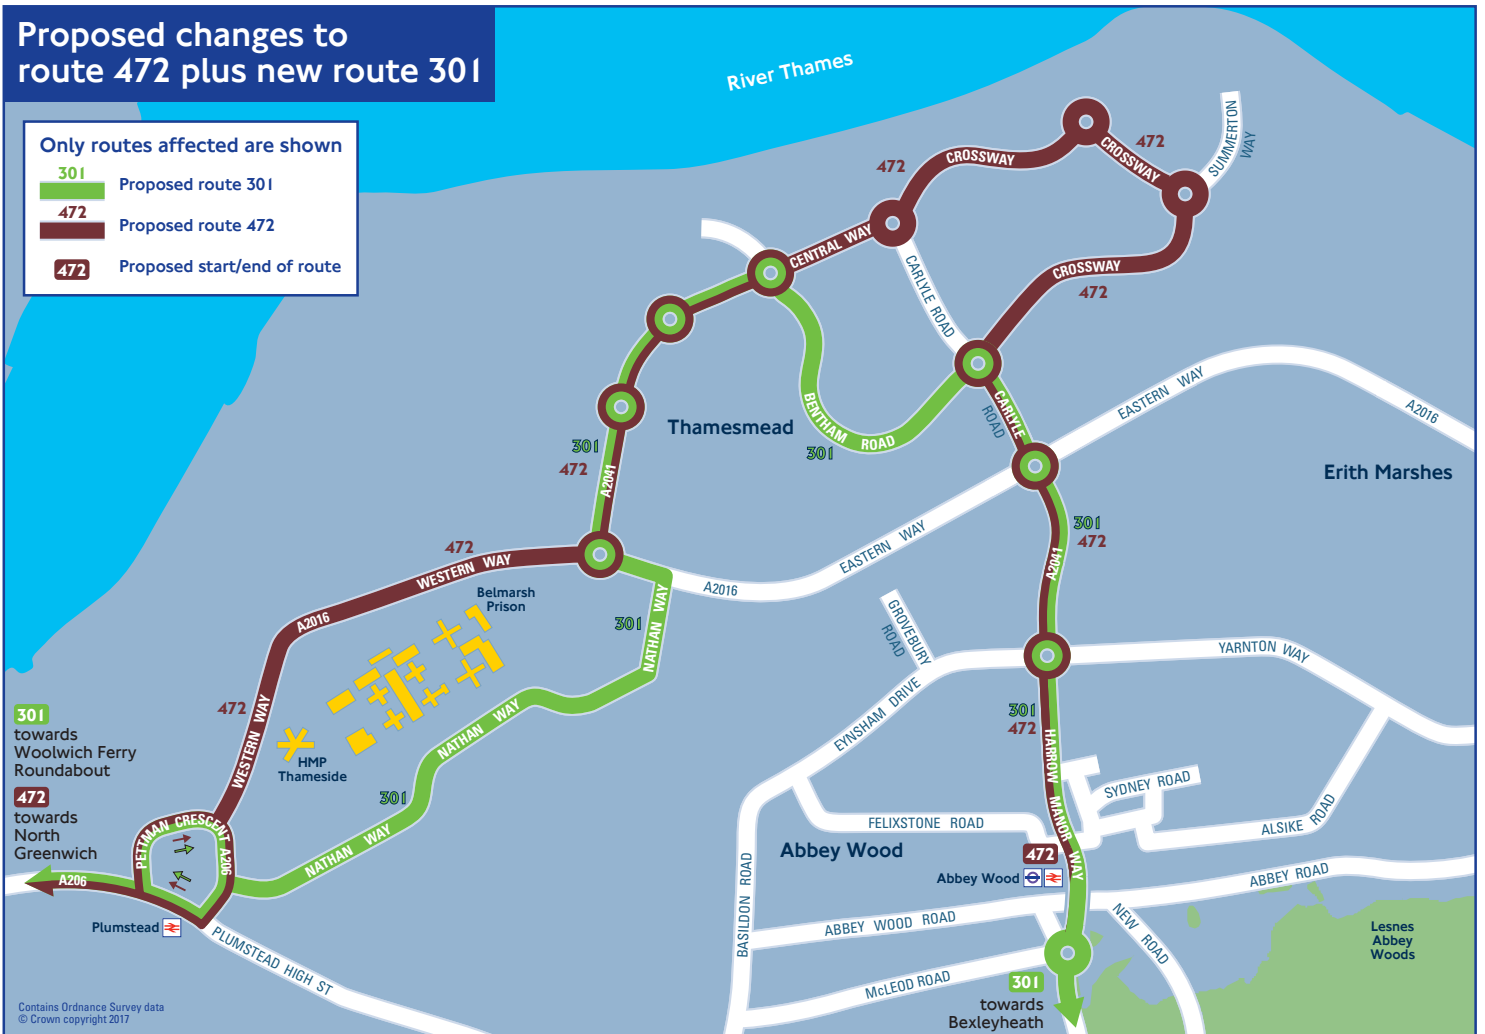 Proposed changes to
route 472 plus new route 301
Only routes affected are shown
301
Proposed route 301
472
Proposed route 472
472
Proposed start/end of route
River Thames
SUMMERTON
WAY
472
CROSSWAY
CROSSWAY
472
CENTRAL WAY
CARLYLE ROAD
CROSSWAY
472
CARLYLE
ROAD
BENTHAM ROAD
301
Thamesmead
301
472
A2041
EASTERN WAY
A2016
Erith Marshes
EASTERN WAY
A2016
301
472
A2041
472
WESTERN WAY
A2016
Belmarsh
Prison
NATHAN WAY
301
GROVEBURY
ROAD
YARNTON WAY
EYNSHAM DRIVE
472
WESTERN WAY
HMP
Thameside
NATHAN WAY
301
NATHAN WAY
301
towards
Woolwich Ferry
Roundabout
472
towards
North
Greenwich
PETTMAN CRESCENT
A206
A206
Plumstead
PLUMSTEAD HIGH ST
301
472
HARROW MANOR WAY
SYDNEY ROAD
ALSIKE ROAD
FELIXSTONE ROAD
Abbey Wood
472
Abbey Wood
ABBEY ROAD
BASILDON ROAD
ABBEY WOOD ROAD
NEW ROAD
McLEOD ROAD
Lesnes
Abbey
Woods
301
towards
Bexleyheath
Contains Ordnance Survey data
© Crown copyright 2017